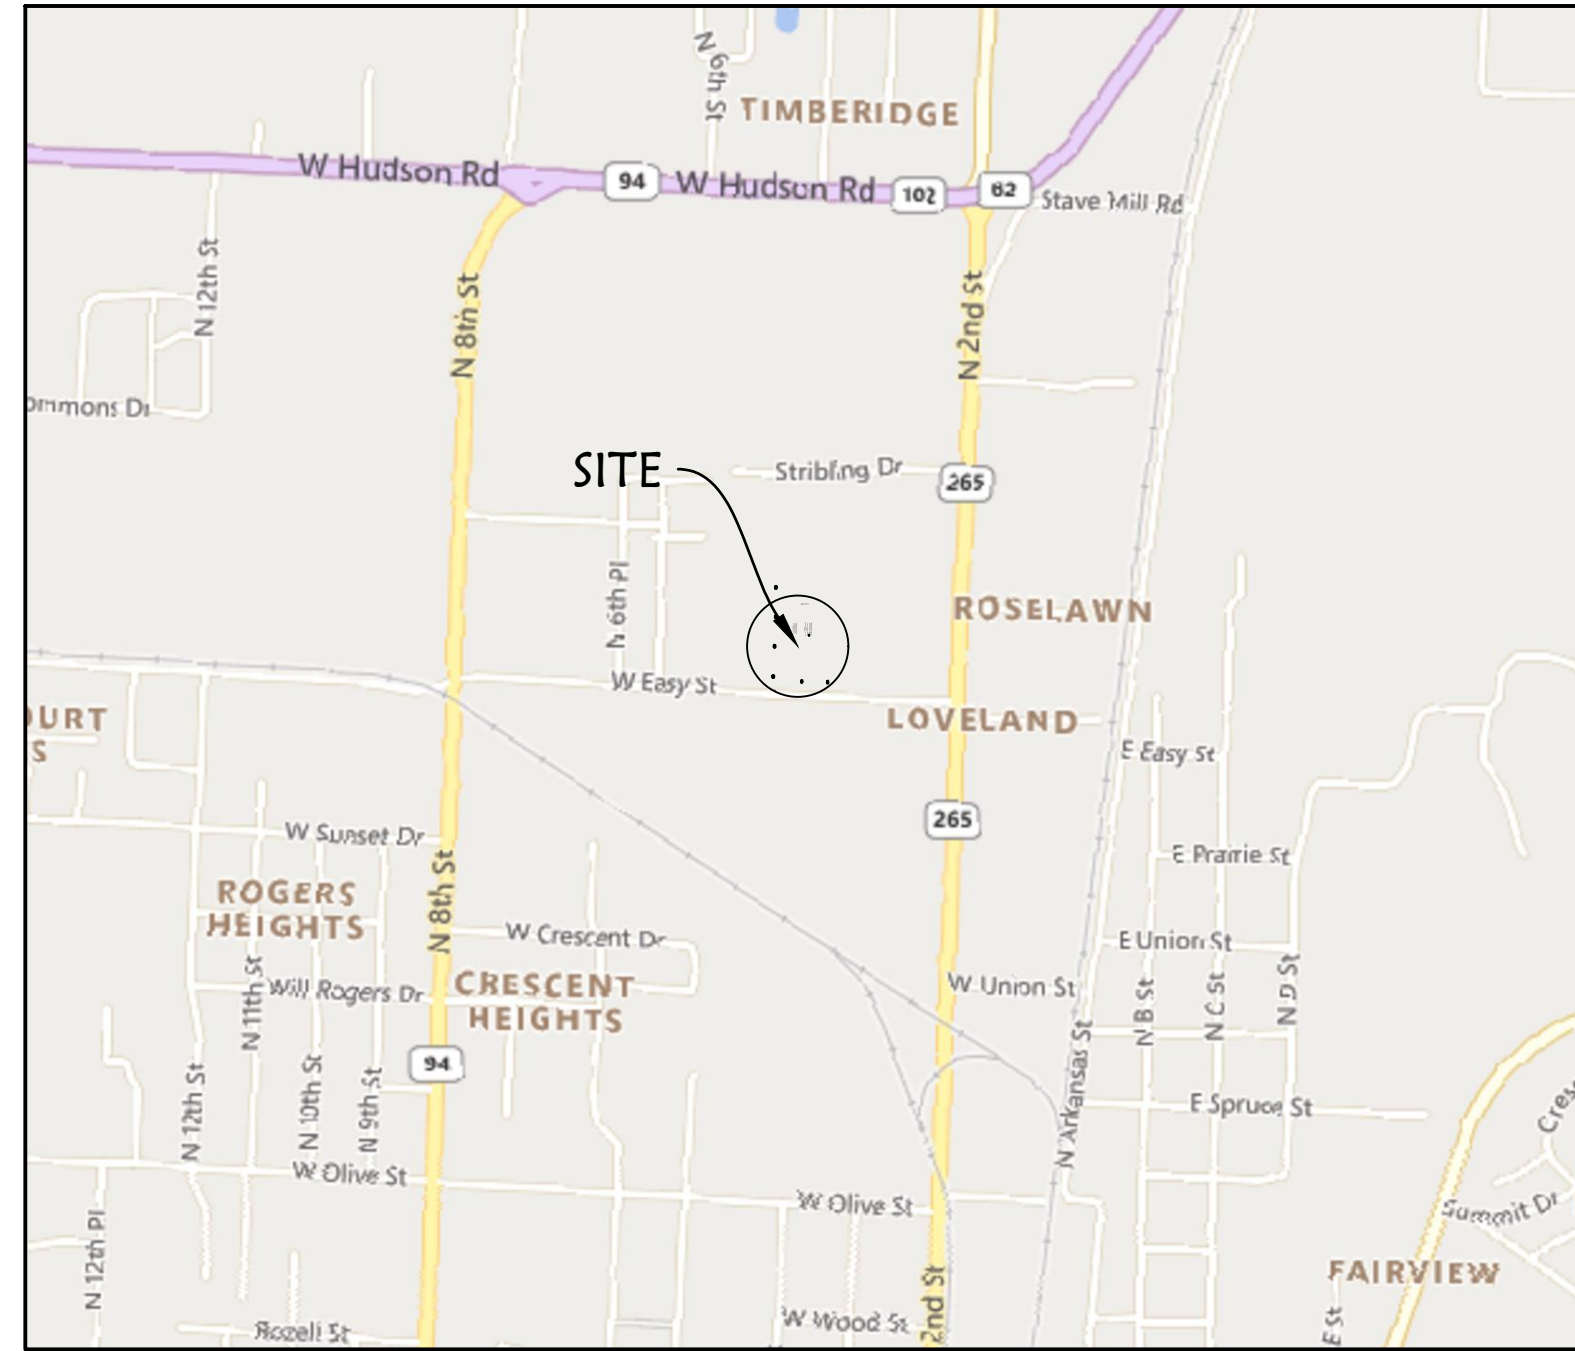 N 6th St
TIMBERIDGE
W Hudson Rd
94
W Hudson Rd
102
62
Stave Mill Rd
N 12th St
N 8th St
N 2nd St
ommons Dr
SITE
Stribling Dr
265
N 6th Pl
ROSELAWN
W Easy St
OURT
S
LOVELAND
E Easy St
265
W Sunset Dr
E Prairie St
ROGERS
HEIGHTS
N 8th St
W Crescent Dr
E Union St
N 11th St
Will Rogers Dr
CRESCENT
HEIGHTS
W Union St
N B St
N C St
N D St
94
N 12th St
N 10th St
N 9th St
N Arkansas St
E Spruce St
Cres
W Olive St
W Olive St
Summit Dr
N 12th Pl
FAIRVIEW
2nd St
E St
Rozell St
W Wood St